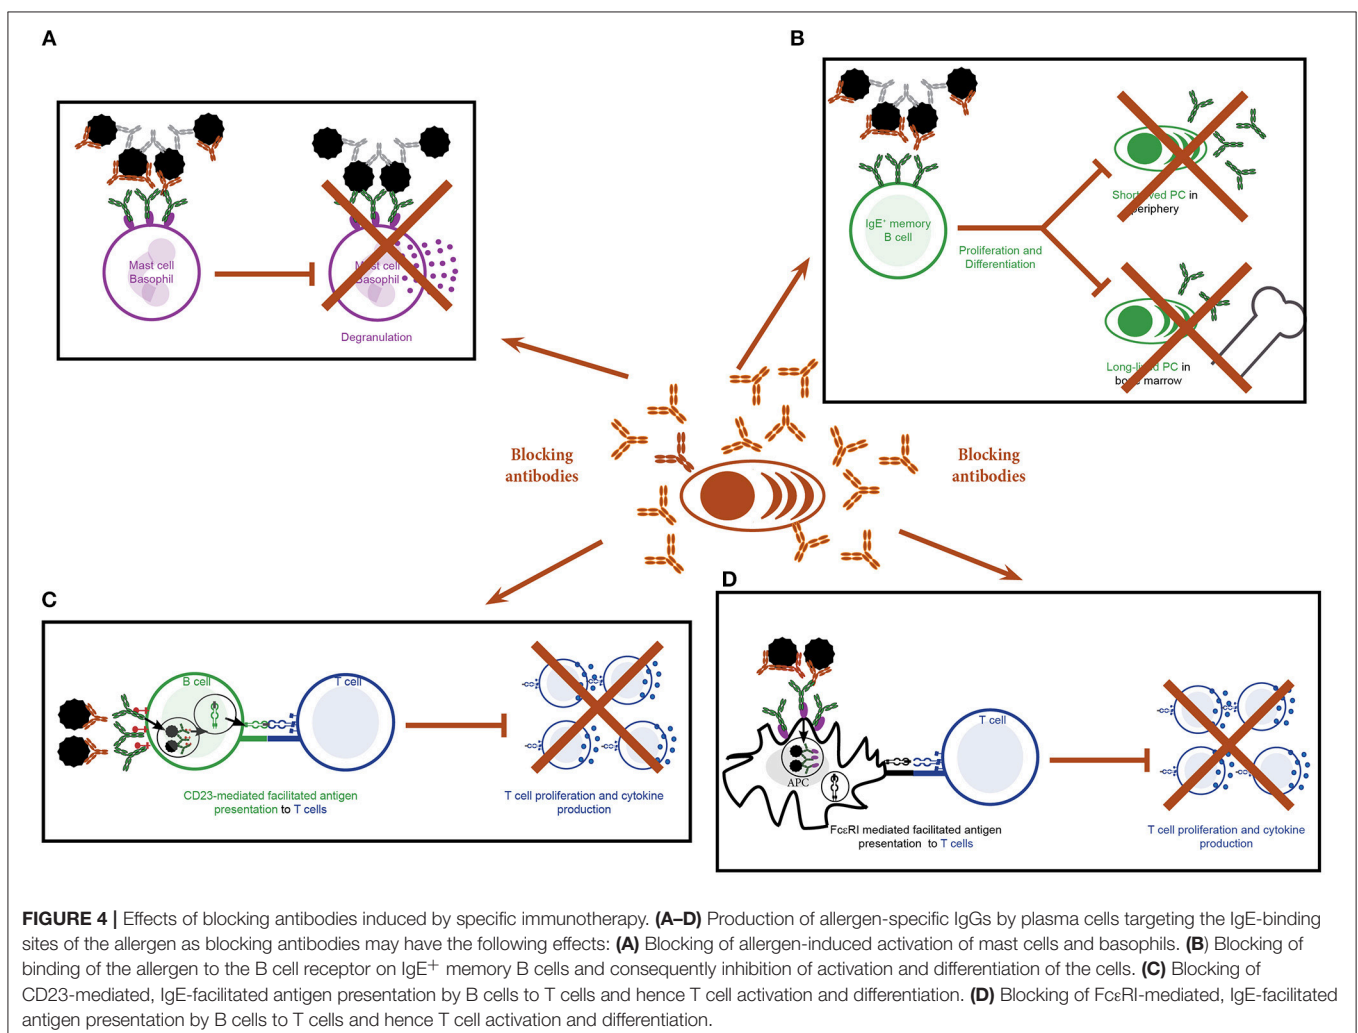 A
Mast cell
Basophil
Mast cell
Basophil
Degranulation
B
IgE⁺ memory
B cell
Proliferation and
Differentiation
Short-lived PC in
periphery
Long-lived PC in
bone marrow
Blocking
antibodies
Blocking
antibodies
C
B cell
T cell
CD23-mediated facilitated antigen
presentation to T cells
T cell proliferation and cytokine
production
D
APC
T cell
FcεRI mediated facilitated antigen
presentation to T cells
T cell proliferation and cytokine
production
FIGURE 4 | Effects of blocking antibodies induced by specific immunotherapy. (A–D) Production of allergen-specific IgGs by plasma cells targeting the IgE-binding
sites of the allergen as blocking antibodies may have the following effects: (A) Blocking of allergen-induced activation of mast cells and basophils. (B) Blocking of
binding of the allergen to the B cell receptor on IgE⁺ memory B cells and consequently inhibition of activation and differentiation of the cells. (C) Blocking of
CD23-mediated, IgE-facilitated antigen presentation by B cells to T cells and hence T cell activation and differentiation. (D) Blocking of FcεRI-mediated, IgE-facilitated
antigen presentation by B cells to T cells and hence T cell activation and differentiation.